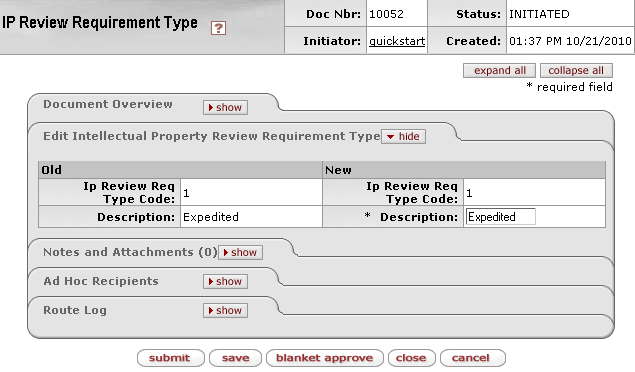 IP Review Requirement Type ?
Doc Nbr: 10052 Status: INITIATED
Initiator: quickstart Created: 01:37 PM 10/21/2010
expand all collapse all
* required field
Document Overview show
Edit Intellectual Property Review Requirement Type hide
Old New
Ip Review Req Type Code: 1 Ip Review Req Type Code: 1
Description: Expedited * Description: Expedited
Notes and Attachments (0) show
Ad Hoc Recipients show
Route Log show
submit save blanket approve close cancel